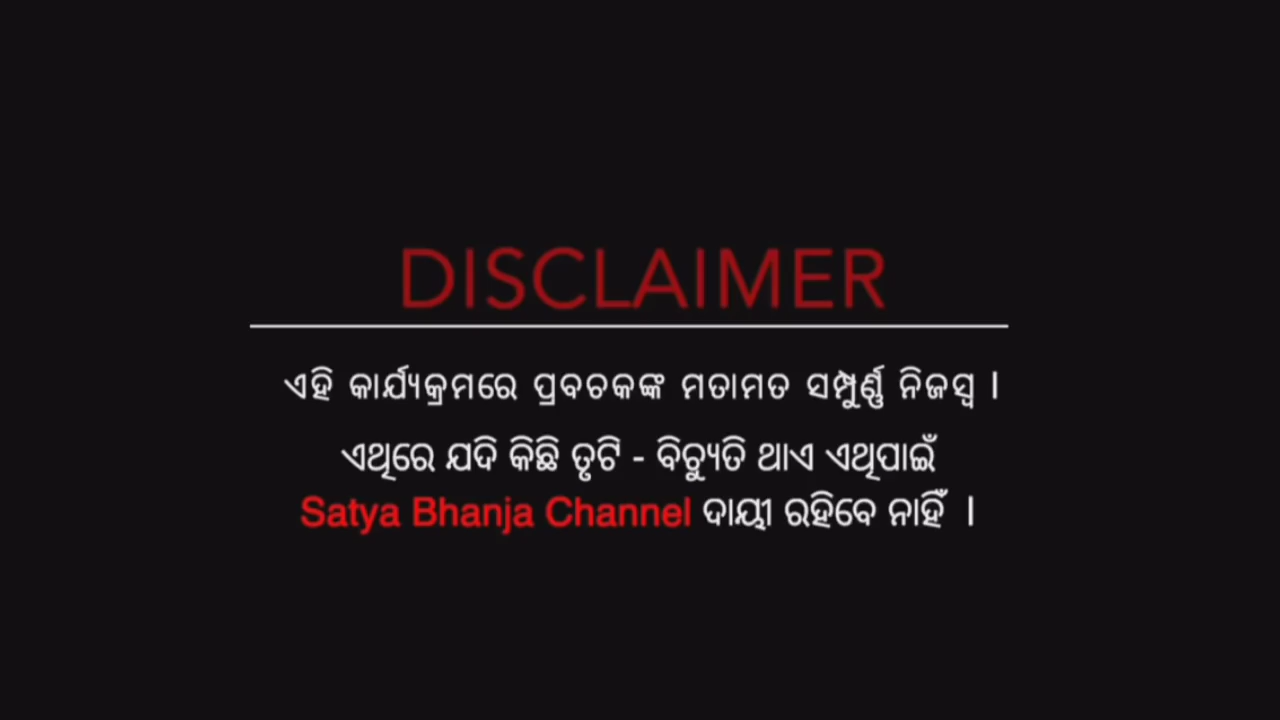 DISCLAIMER
ଏହି କାର୍ଯ୍ୟକ୍ରମରେ ପ୍ରବଚକଙ୍କ ମତାମତ ସମ୍ପୁର୍ଣ୍ଣ ନିଜସ୍ୱ ।
ଏଥିରେ ଯଦି କିଛି ତୃଟି - ବିଚ୍ୟୁତି ଥାଏ ଏଥିପାଇଁ
Satya Bhanja Channel ଦାୟୀ ରହିବେ ନାହିଁ ।